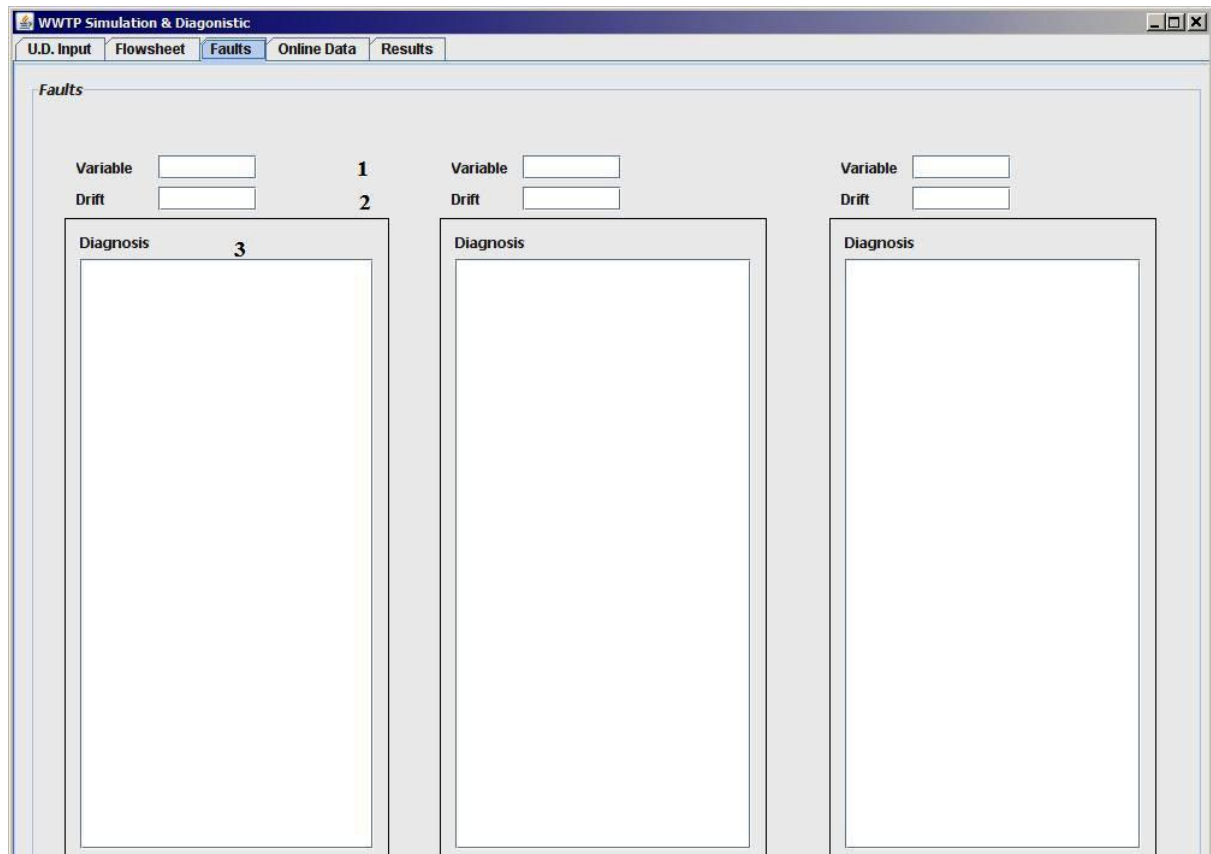 WWTP Simulation & Diagonistic
U.D. Input Flowsheet Faults Online Data Results
Faults
Variable 1 Variable Variable
Drift 2 Drift Drift
Diagnosis 3 Diagnosis Diagnosis